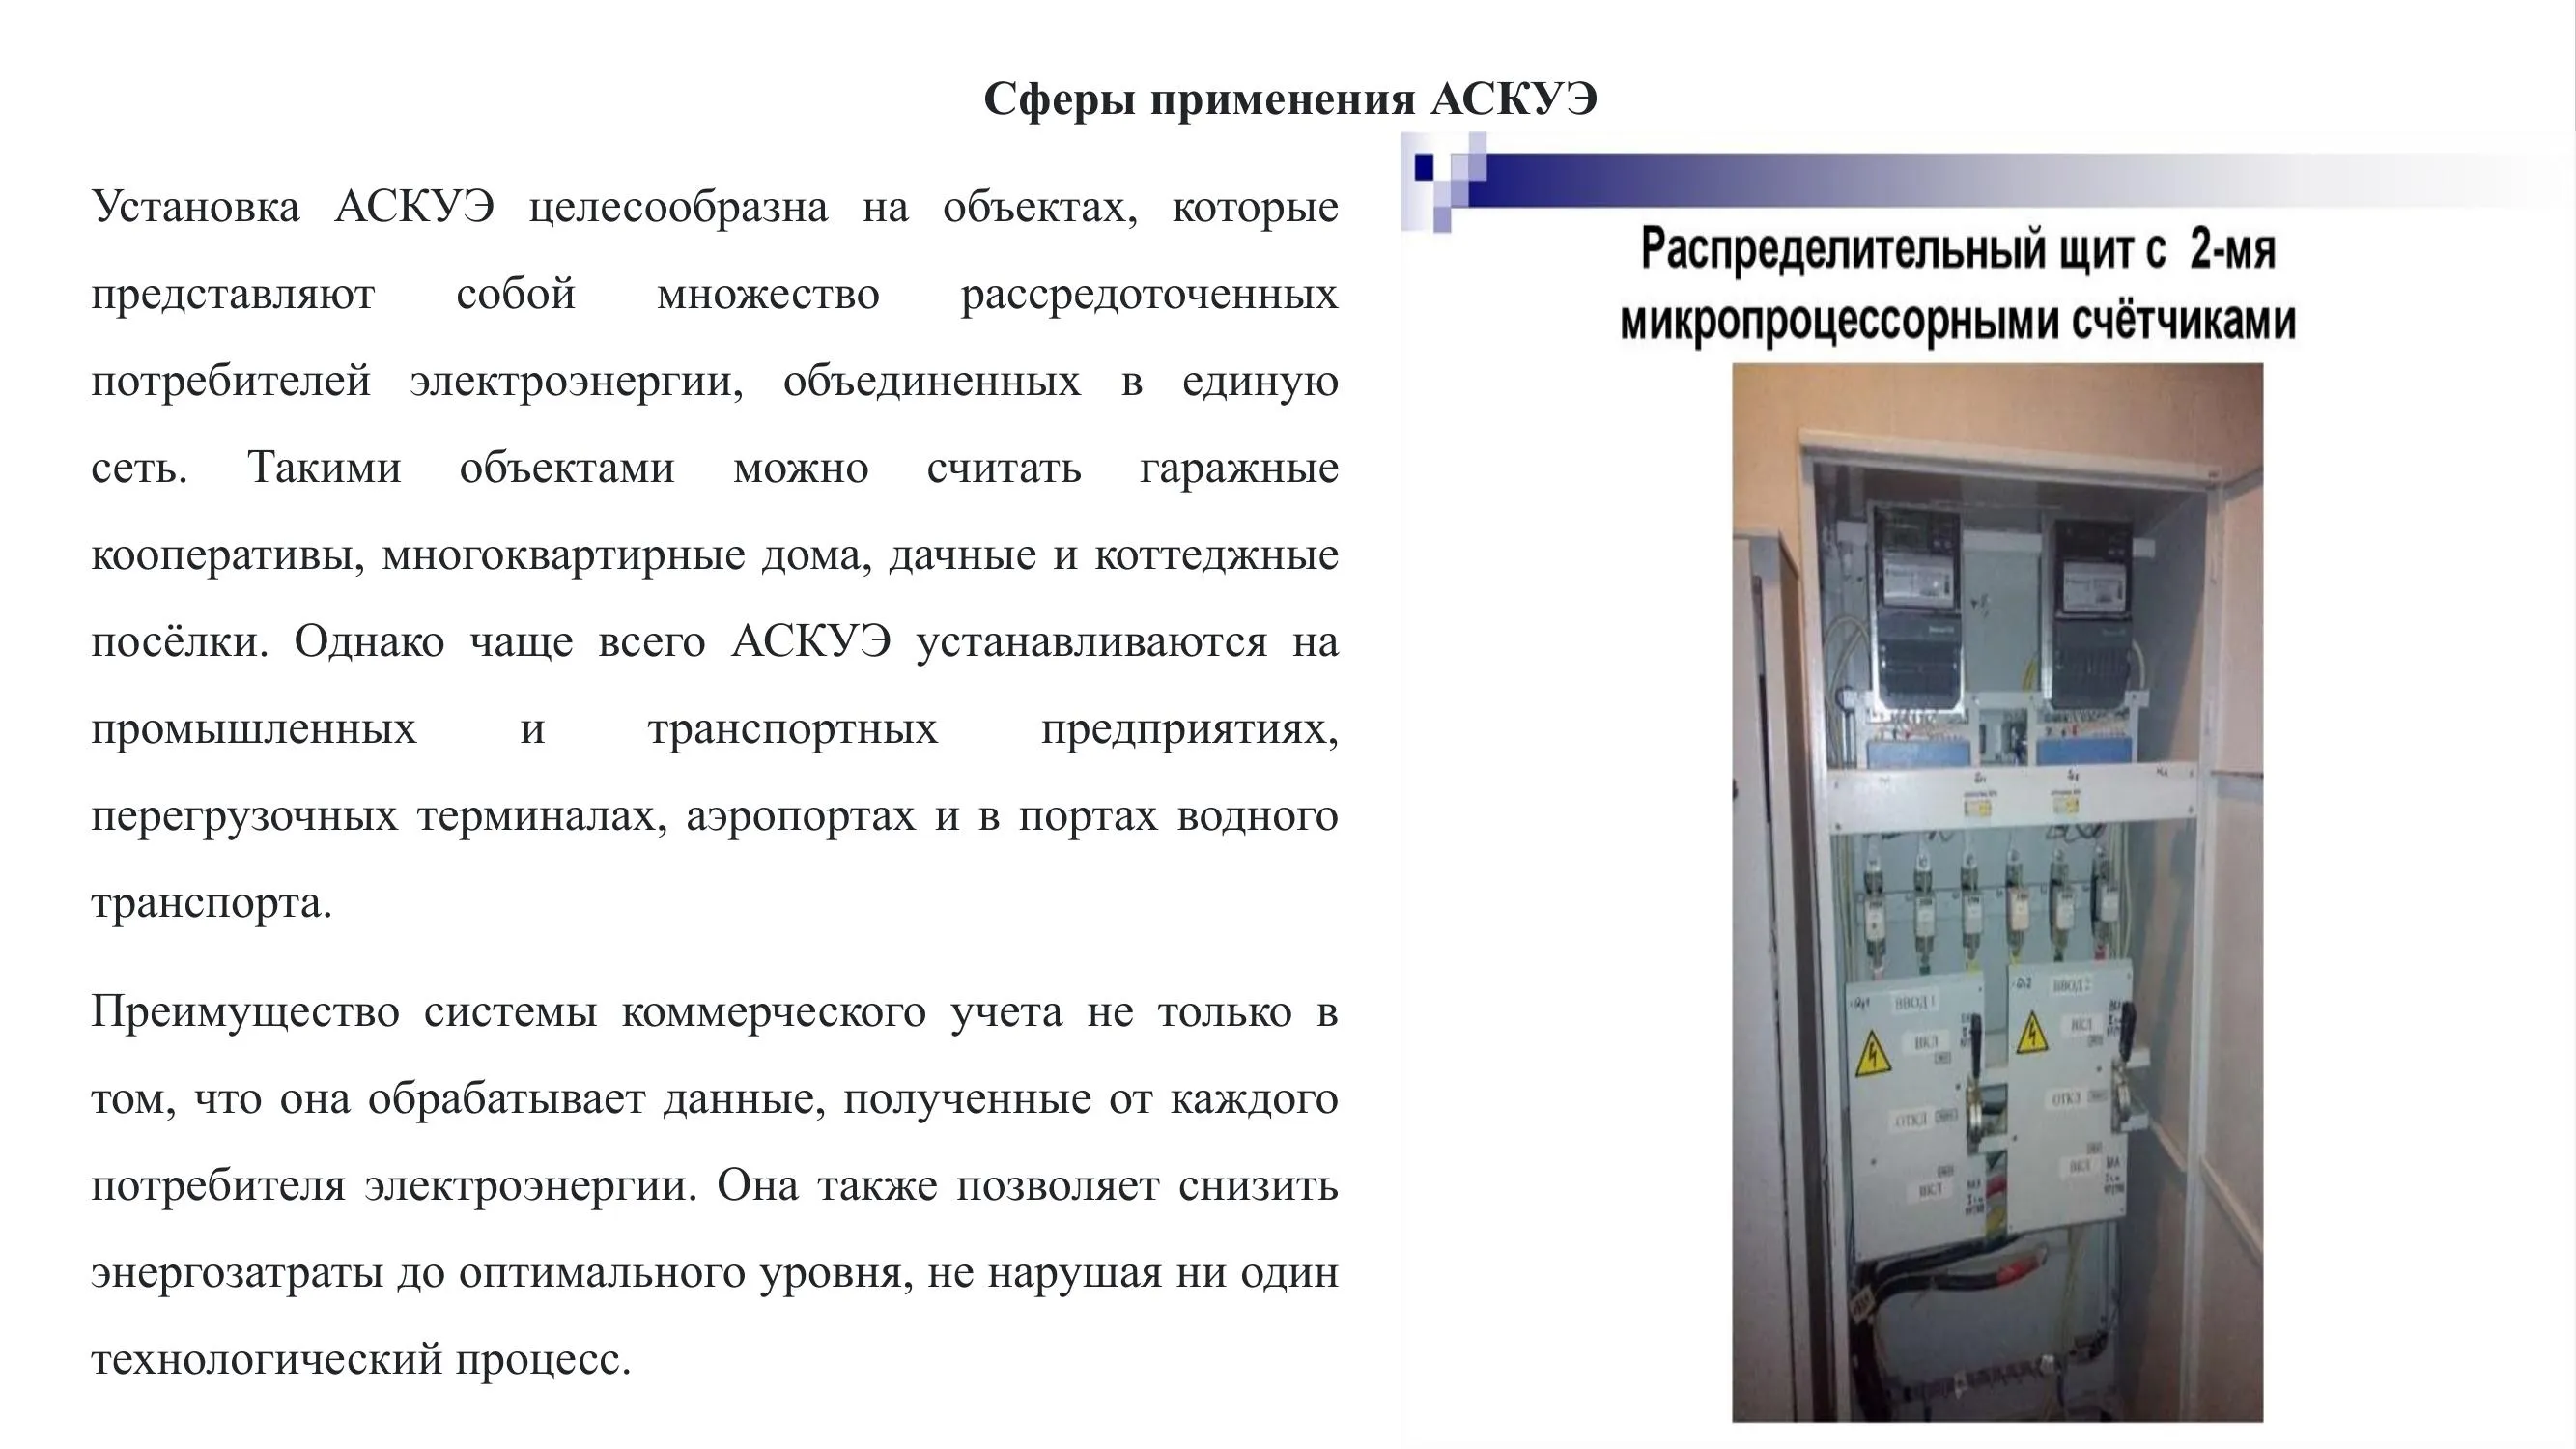 Сферы применения АСКУЭ
Установка АСКУЭ целесообразна на объектах, которые
представляют собой множество рассредоточенных
потребителей электроэнергии, объединенных в единую
сеть. Такими объектами можно считать гаражные
кооперативы, многоквартирные дома, дачные и коттеджные
посёлки. Однако чаще всего АСКУЭ устанавливаются на
промышленных и транспортных предприятиях,
перегрузочных терминалах, аэропортах и в портах водного
транспорта.
Преимущество системы коммерческого учета не только в
том, что она обрабатывает данные, полученные от каждого
потребителя электроэнергии. Она также позволяет снизить
энергозатраты до оптимального уровня, не нарушая ни один
технологический процесс.
Распределительный щит с 2-мя
микропроцессорными счётчиками
ВВОД 1
ВКЛ
ОТКЛ
ВКЛ
ВВОД 2
ВКЛ
ОТКЛ
ВКЛ